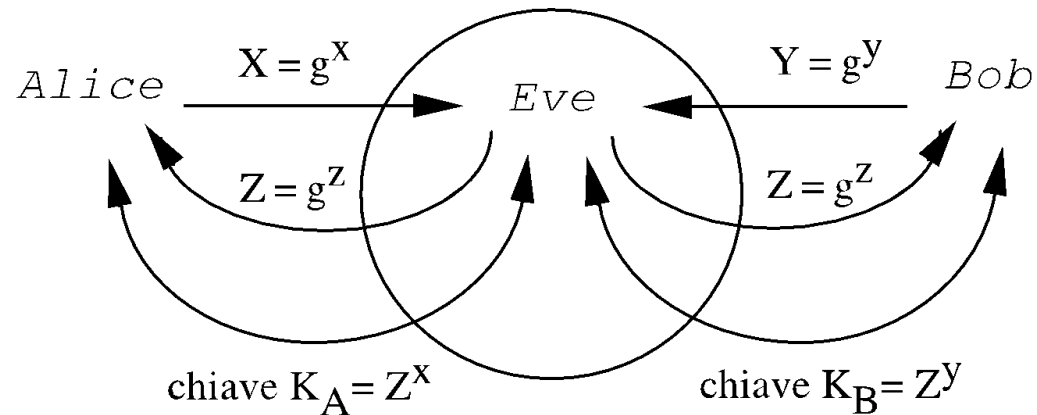 X = g^x
Y = g^y
Alice
Eve
Bob
Z = g^z
Z = g^z
chiave K_A = Z^x
chiave K_B = Z^y